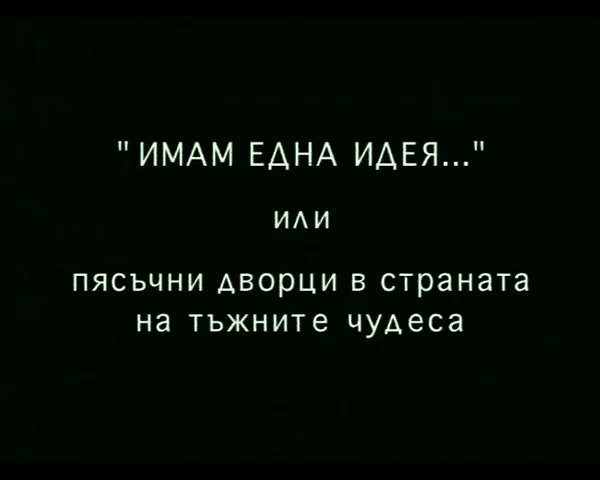 "ИМАМ ЕДНА ИДЕЯ..."
или
пясъчни дворци в страната
на тъжните чудеса